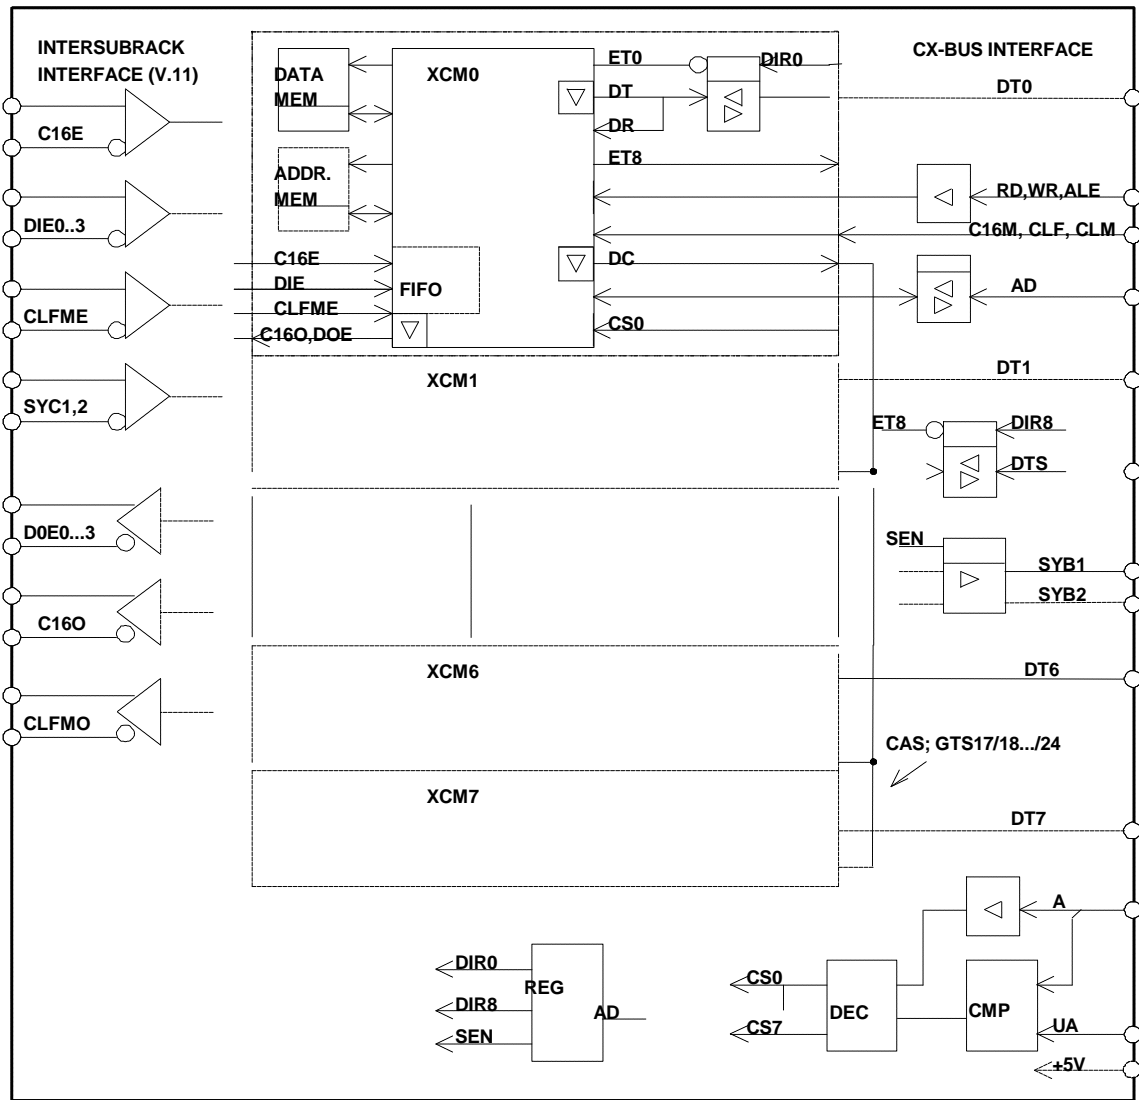 INTERSUBRACK
INTERFACE (V.11)
CX-BUS INTERFACE
XCM0
DATA
MEM
ADDR.
MEM
ET0
DIR0
DT
DR
ET8
DT0
C16E
DIE0..3
CLFME
SYC1,2
RD,WR,ALE
C16M, CLF, CLM
C16E
DIE
CLFME
C16O,DOE
FIFO
DC
CS0
AD
XCM1
DT1
ET8
DIR8
DTS
D0E0...3
C16O
CLFMO
SEN
SYB1
SYB2
XCM6
DT6
CAS; GTS17/18.../24
XCM7
DT7
A
DIR0
DIR8
SEN
REG
AD
CS0
CS7
DEC
CMP
UA
+5V